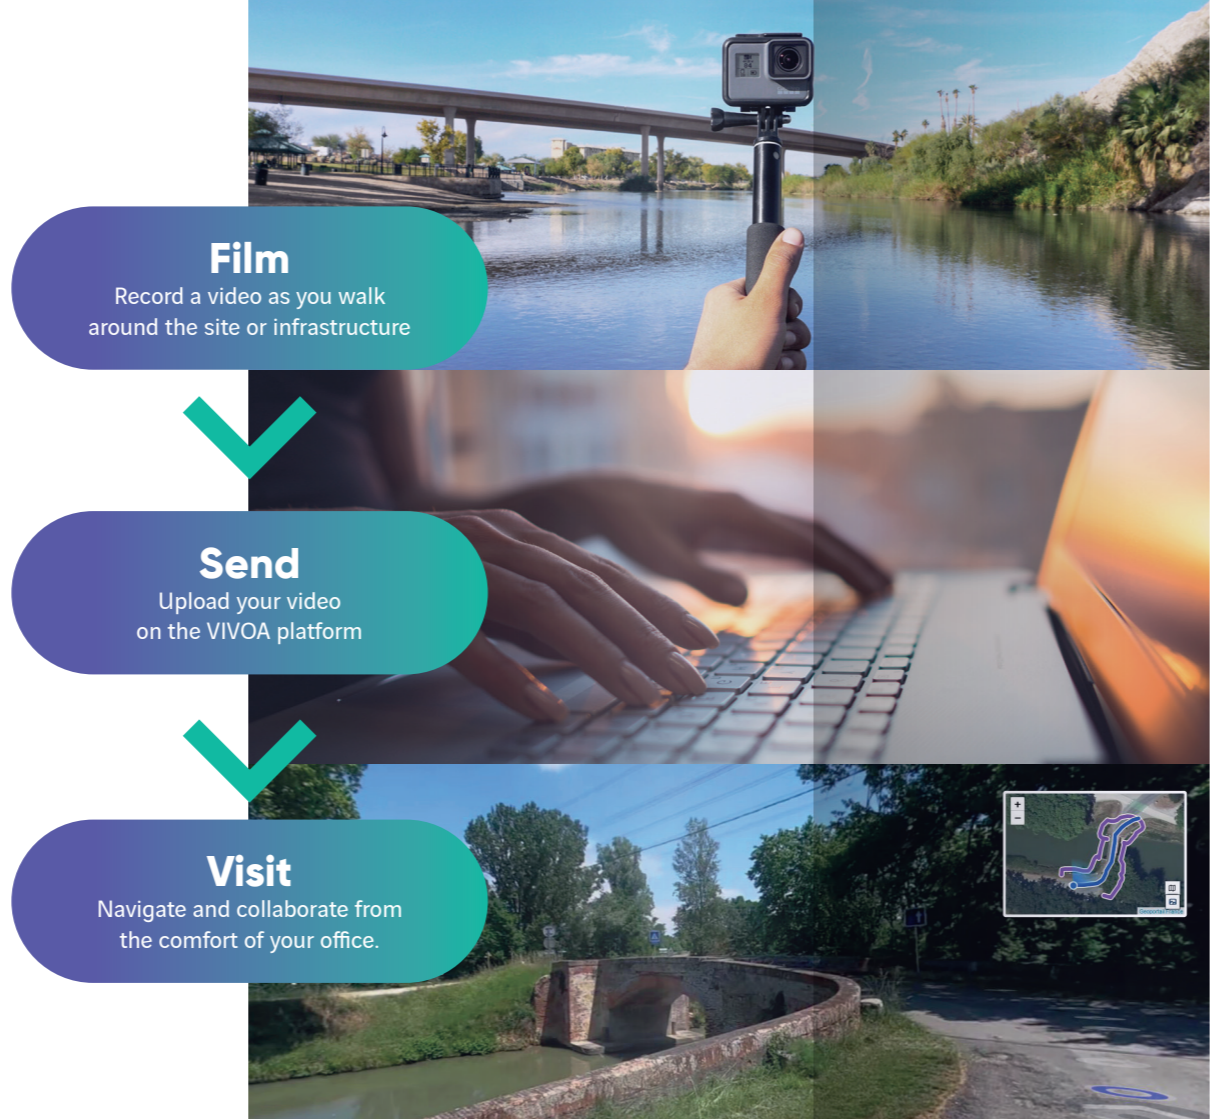 Film
Record a video as you walk
around the site or infrastructure
Send
Upload your video
on the VIVOA platform
Visit
Navigate and collaborate from
the comfort of your office.
+
−